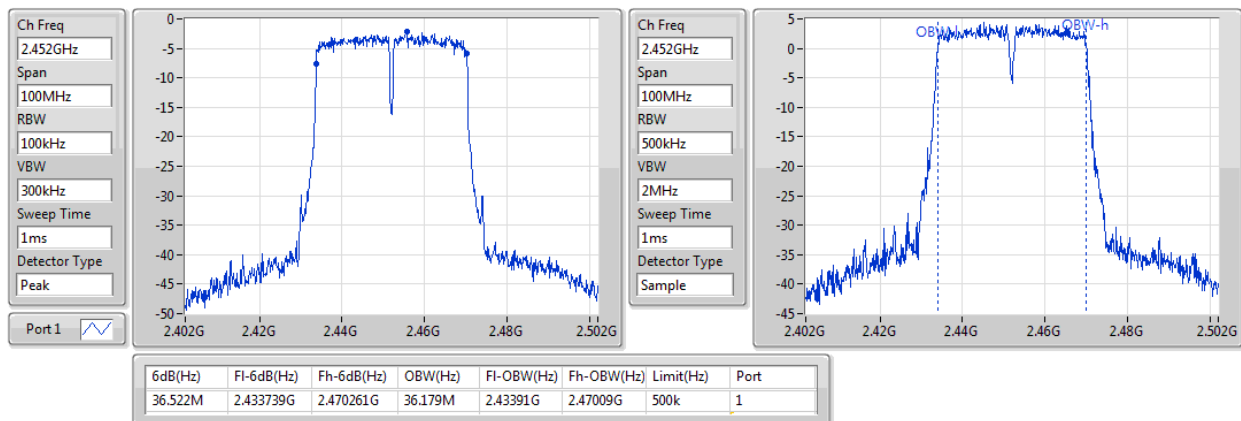 Ch Freq
2.452GHz
Span
100MHz
RBW
100kHz
VBW
300kHz
Sweep Time
1ms
Detector Type
Peak
Port 1
0
-5
-10
-15
-20
-25
-30
-35
-40
-45
-50
2.402G 2.42G 2.44G 2.46G 2.48G 2.502G
Ch Freq
2.452GHz
Span
100MHz
RBW
500kHz
VBW
2MHz
Sweep Time
1ms
Detector Type
Sample
5
0
-5
-10
-15
-20
-25
-30
-35
-40
-45
OBW-l OBW-h
2.402G 2.42G 2.44G 2.46G 2.48G 2.502G
6dB(Hz) Fl-6dB(Hz) Fh-6dB(Hz) OBW(Hz) Fl-OBW(Hz) Fh-OBW(Hz) Limit(Hz) Port
36.522M 2.433739G 2.470261G 36.179M 2.43391G 2.47009G 500k 1